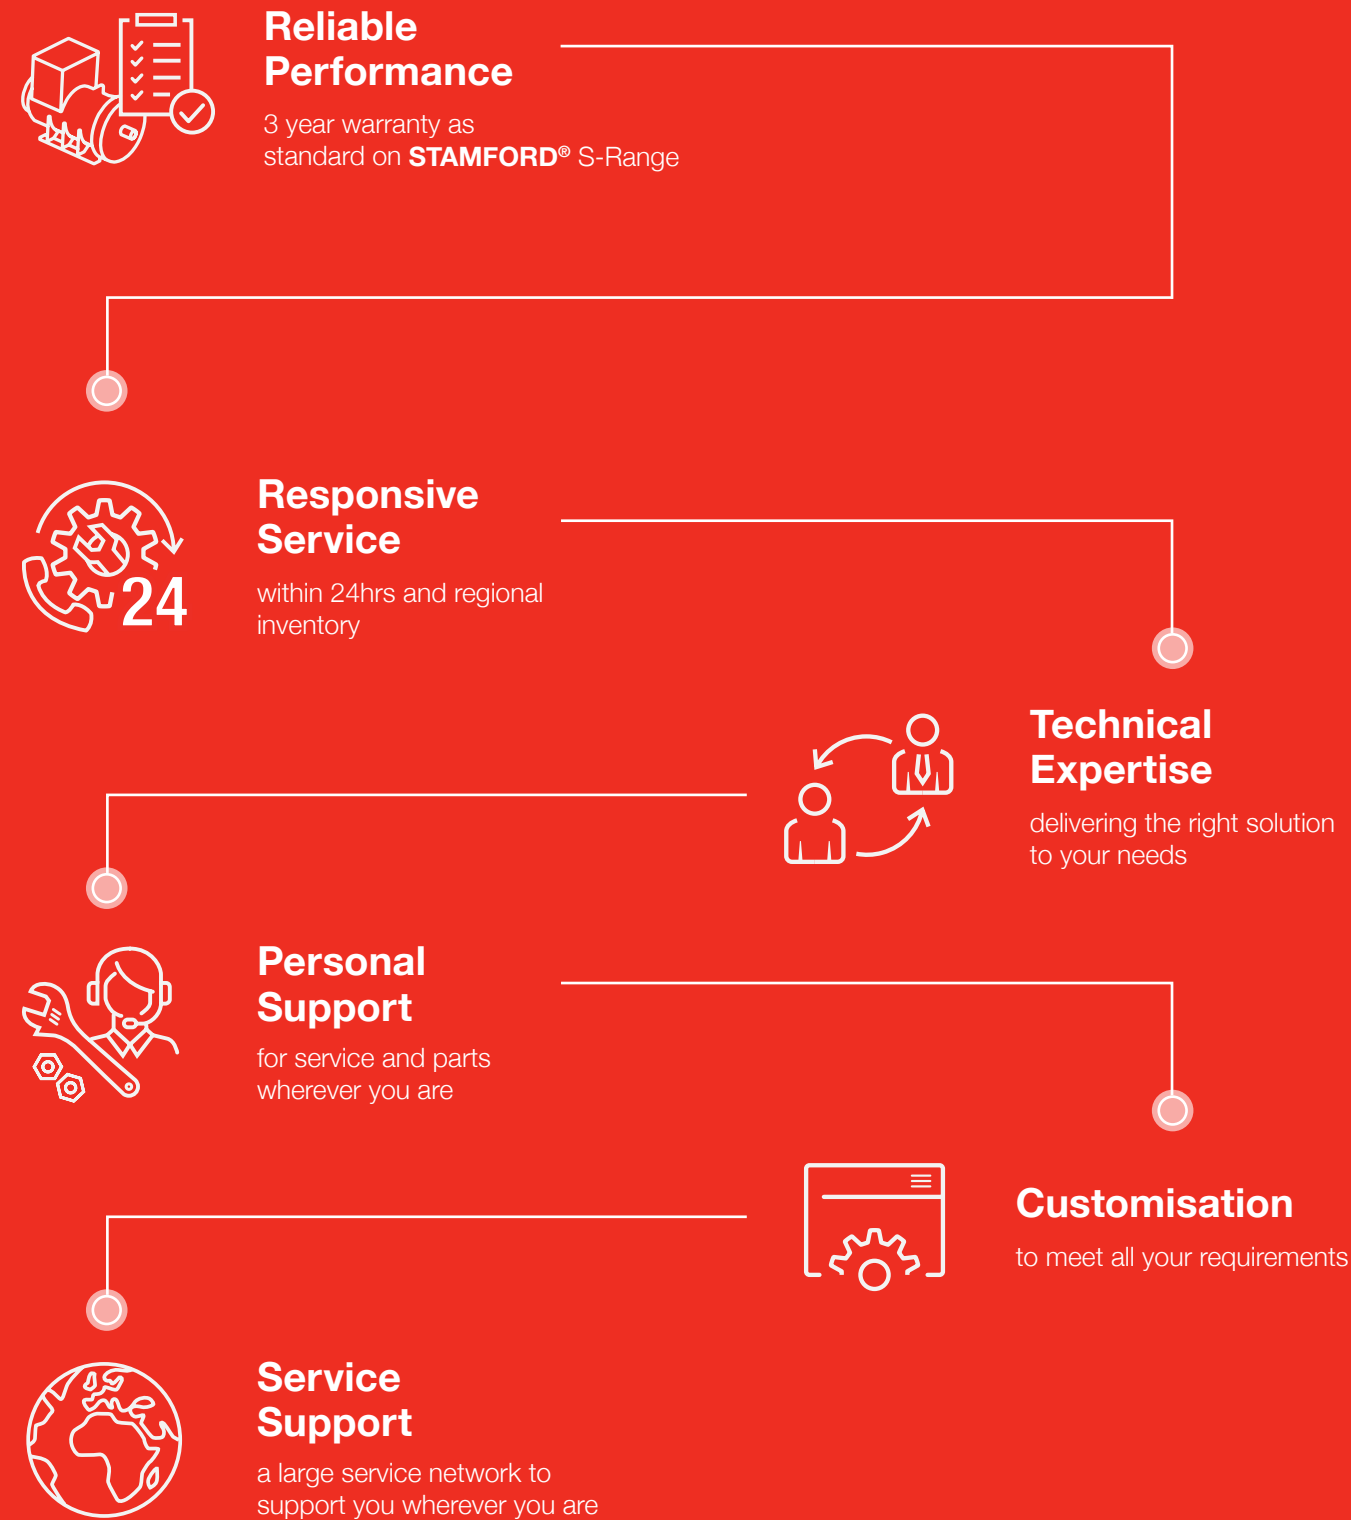 Reliable
Performance
3 year warranty as
standard on STAMFORD® S-Range
Responsive
Service
24
within 24hrs and regional
inventory
Technical
Expertise
delivering the right solution
to your needs
Personal
Support
for service and parts
wherever you are
Customisation
to meet all your requirements
Service
Support
a large service network to
support you wherever you are